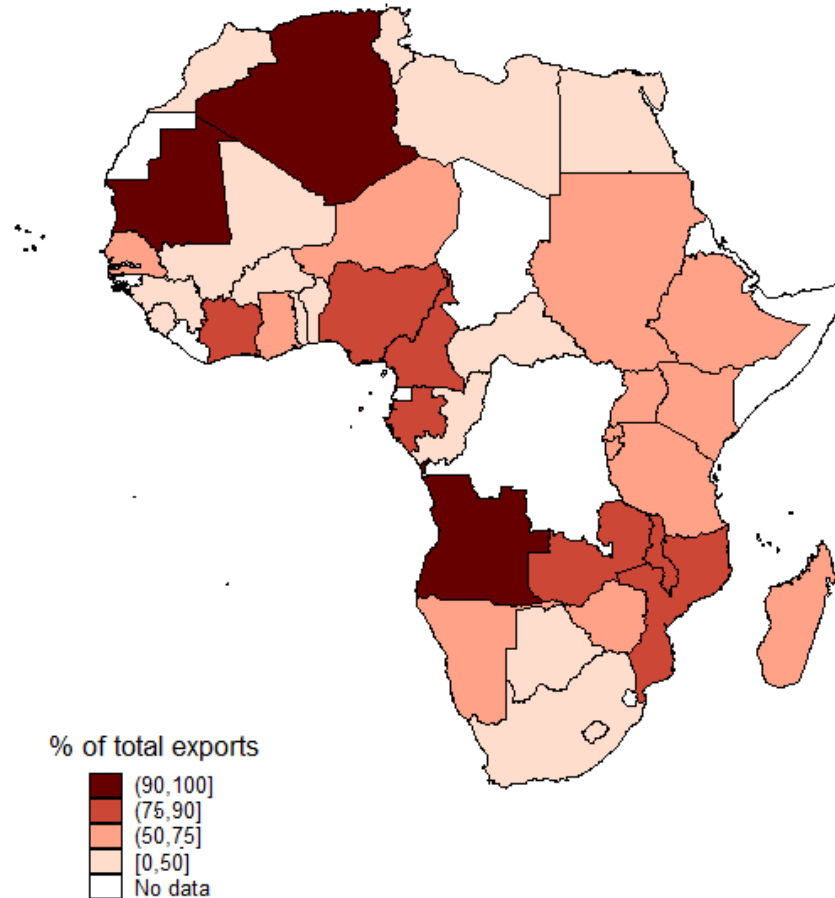 % of total exports
(90,100]
(75,90]
(50,75]
[0,50]
No data